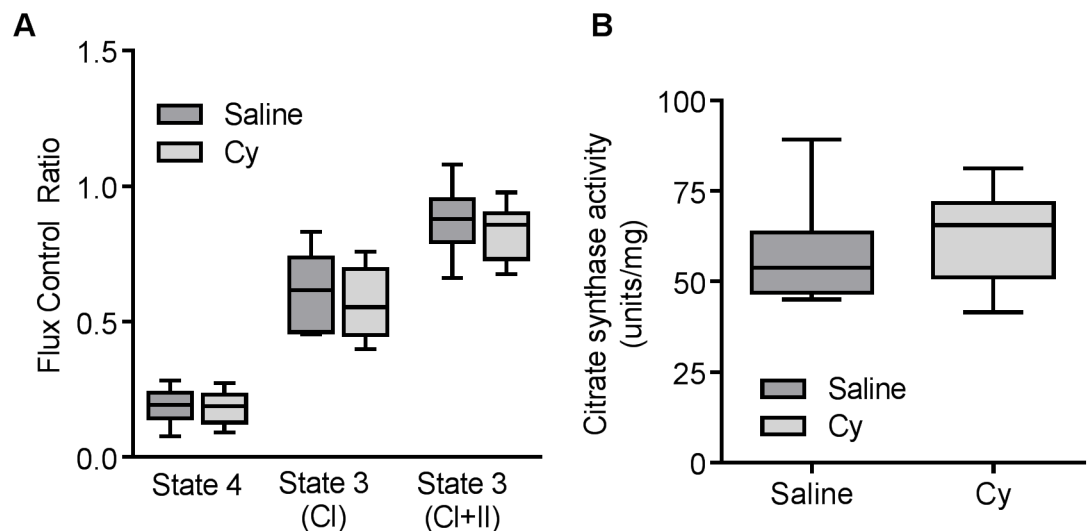 A
Flux Control Ratio
1.5
1.0
0.5
0.0
Saline
Cy
State 4
State 3
(CI)
State 3
(CI+II)
B
Citrate synthase activity
(units/mg)
100
75
50
25
0
Saline
Cy
Saline
Cy